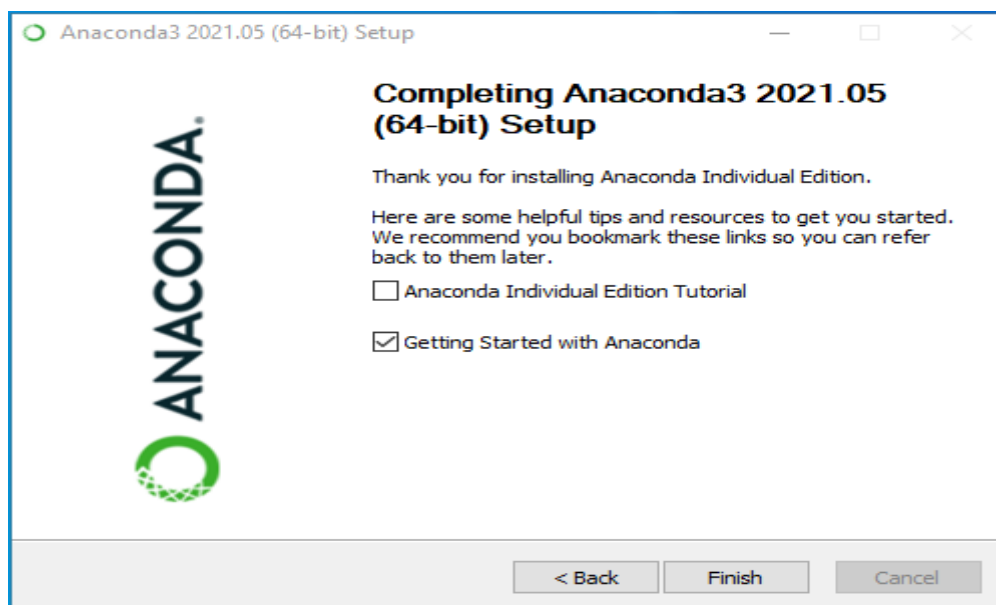 Anaconda3 2021.05 (64-bit) Setup
ANACONDA.
Completing Anaconda3 2021.05
(64-bit) Setup
Thank you for installing Anaconda Individual Edition.
Here are some helpful tips and resources to get you started.
We recommend you bookmark these links so you can refer
back to them later.
Anaconda Individual Edition Tutorial
Getting Started with Anaconda
< Back
Finish
Cancel